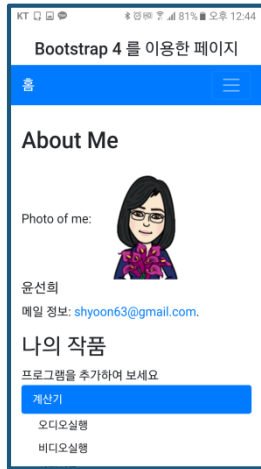 KT 81% 오후 12:44
Bootstrap 4 를 이용한 페이지
홈
About Me
Photo of me:
윤선희
메일 정보: shyoon63@gmail.com.
나의 작품
프로그램을 추가하여 보세요
계산기
오디오실행
비디오실행